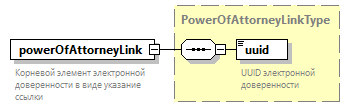 PowerOfAttorneyLinkType
powerOfAttorneyLink
uuid
Корневой элемент электронной
доверенности в виде указание
ссылки
UUID электронной
доверенности